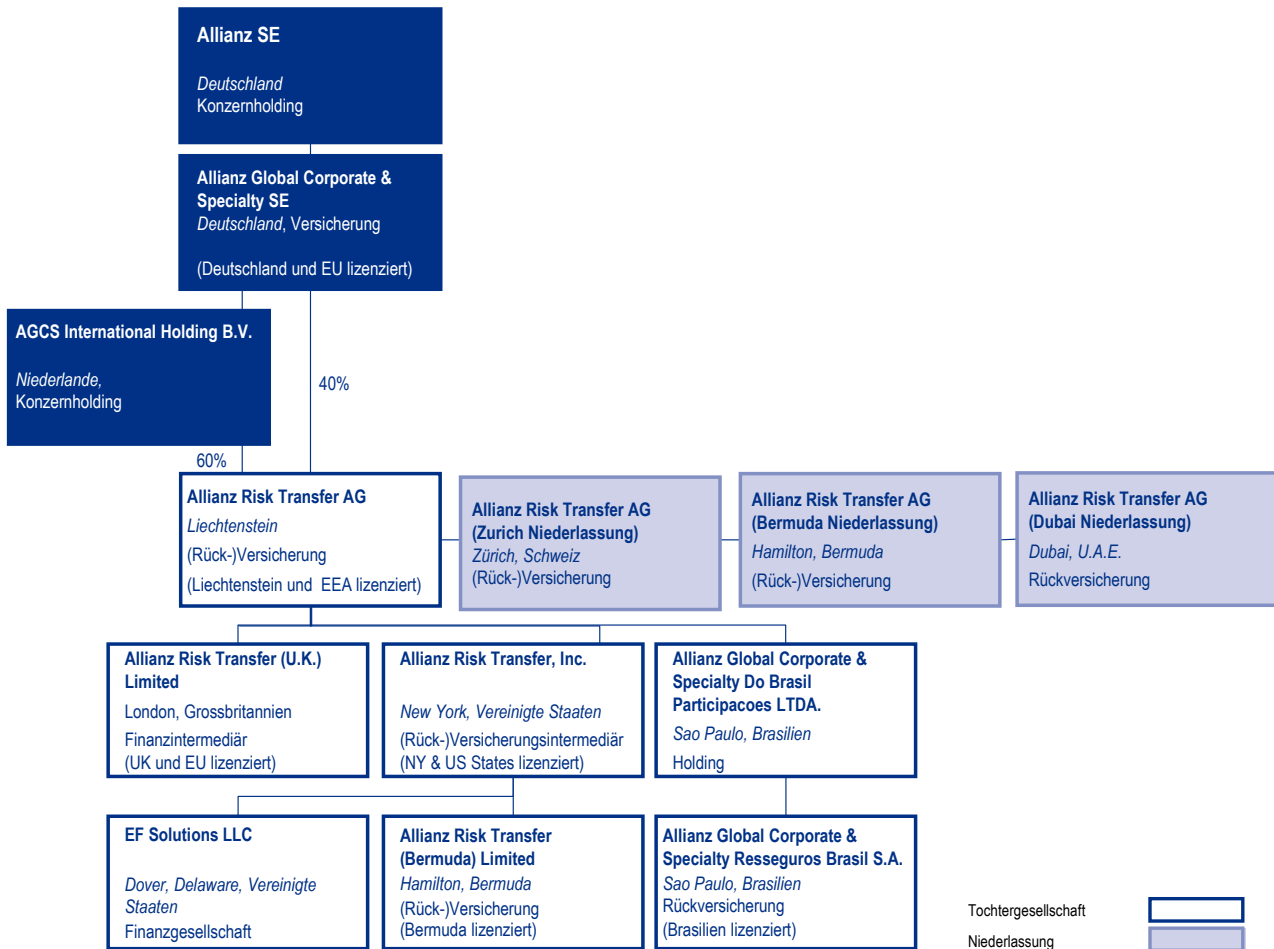 Allianz SE
Deutschland
Konzernholding
Allianz Global Corporate &
Specialty SE
Deutschland, Versicherung
(Deutschland und EU lizenziert)
AGCS International Holding B.V.
Niederlande,
Konzernholding
40%
60%
Allianz Risk Transfer AG
Liechtenstein
(Rück-)Versicherung
(Liechtenstein und EEA lizenziert)
Allianz Risk Transfer AG
(Zurich Niederlassung)
Zürich, Schweiz
(Rück-)Versicherung
Allianz Risk Transfer AG
(Bermuda Niederlassung)
Hamilton, Bermuda
(Rück-)Versicherung
Allianz Risk Transfer AG
(Dubai Niederlassung)
Dubai, U.A.E.
Rückversicherung
Allianz Risk Transfer (U.K.)
Limited
London, Grossbritannien
Finanzintermediär
(UK und EU lizenziert)
Allianz Risk Transfer, Inc.
New York, Vereinigte Staaten
(Rück-)Versicherungsintermediär
(NY & US States lizenziert)
Allianz Global Corporate &
Specialty Do Brasil
Participacoes LTDA.
Sao Paulo, Brasilien
Holding
EF Solutions LLC
Dover, Delaware, Vereinigte
Staaten
Finanzgesellschaft
Allianz Risk Transfer
(Bermuda) Limited
Hamilton, Bermuda
(Rück-)Versicherung
(Bermuda lizenziert)
Allianz Global Corporate &
Specialty Resseguros Brasil S.A.
Sao Paulo, Brasilien
Rückversicherung
(Brasilien lizenziert)
Tochtergesellschaft
Niederlassung